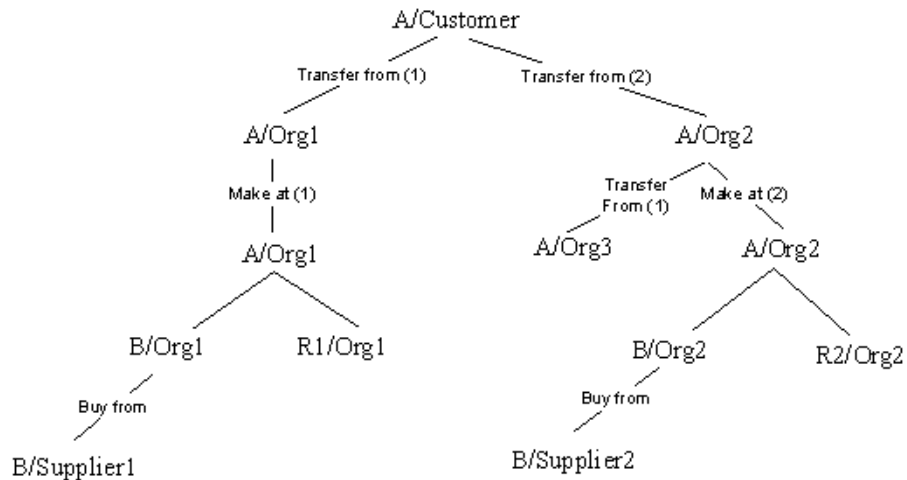 A/Customer
Transfer from (1)
Transfer from (2)
A/Org1
A/Org2
Make at (1)
Transfer
From (1)
Make at (2)
A/Org1
A/Org3
A/Org2
B/Org1
R1/Org1
B/Org2
R2/Org2
Buy from
Buy from
B/Supplier1
B/Supplier2